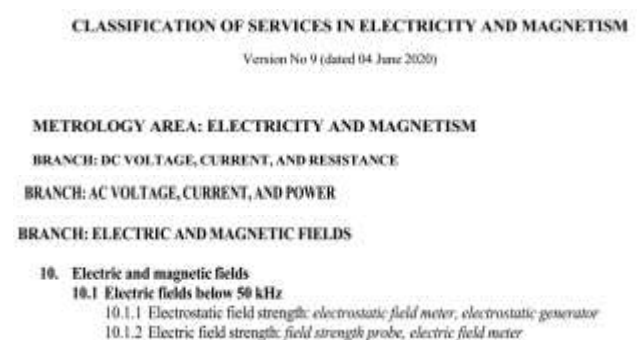 CLASSIFICATION OF SERVICES IN ELECTRICITY AND MAGNETISM
Version No 9 (dated 04 June 2020)
METROLOGY AREA: ELECTRICITY AND MAGNETISM
BRANCH: DC VOLTAGE, CURRENT, AND RESISTANCE
BRANCH: AC VOLTAGE, CURRENT, AND POWER
BRANCH: ELECTRIC AND MAGNETIC FIELDS
10. Electric and magnetic fields
10.1 Electric fields below 50 kHz
10.1.1 Electrostatic field strength: electrostatic field meter, electrostatic generator
10.1.2 Electric field strength: field strength probe, electric field meter